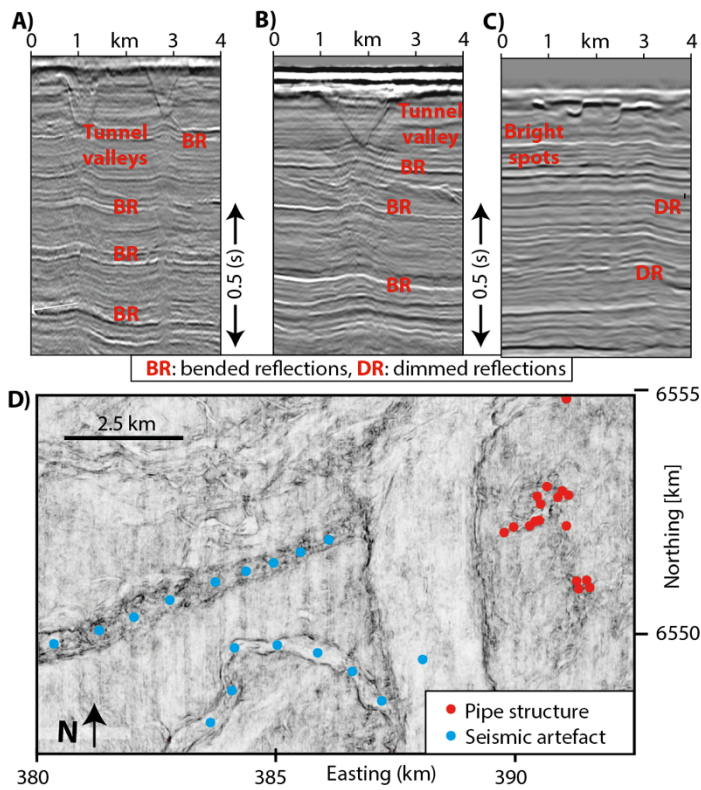 A)
0 1 km 3 4
Tunnel
valleys
BR
BR
BR
BR
0.5 (s)
B)
0 1 km 3 4
Tunnel
valley
BR
BR
BR
0.5 (s)
C)
0 1 km 3 4
Bright
spots
DR
DR
BR: bended reflections, DR: dimmed reflections
D)
2.5 km
6555
Northing [km]
6550
N
Pipe structure
Seismic artefact
380 385 390
Easting (km)